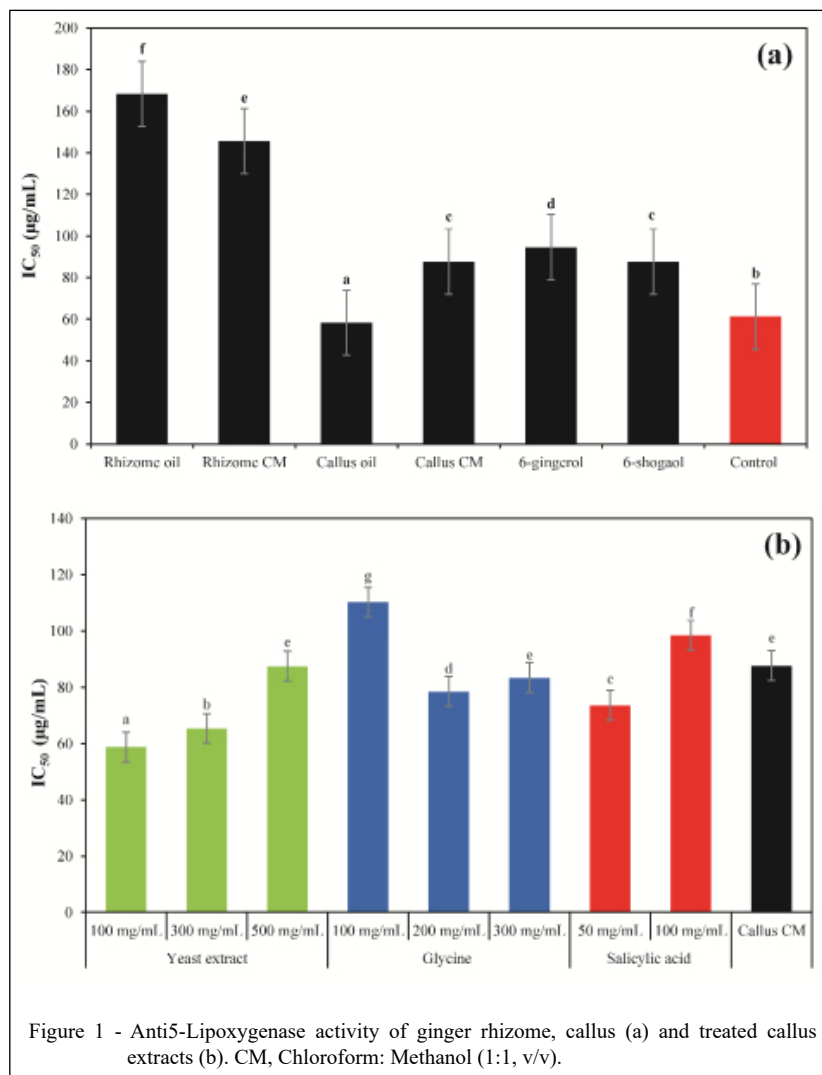 (a)
200
180
160
140
120
100
80
60
40
20
0
IC50 (µg/mL)
f
e
a
c
d
c
b
Rhizome oil Rhizome CM Callus oil Callus CM 6-gingerol 6-shogaol Control
(b)
140
120
100
80
60
40
20
0
IC50 (µg/mL)
a
b
e
g
d
e
c
f
e
100 mg/mL 300 mg/mL 500 mg/mL 100 mg/mL 200 mg/mL 300 mg/mL 50 mg/mL 100 mg/mL Callus CM
Yeast extract Glycine Salicylic acid
Figure 1 - Anti5-Lipoxygenase activity of ginger rhizome, callus (a) and treated callus
extracts (b). CM, Chloroform: Methanol (1:1, v/v).